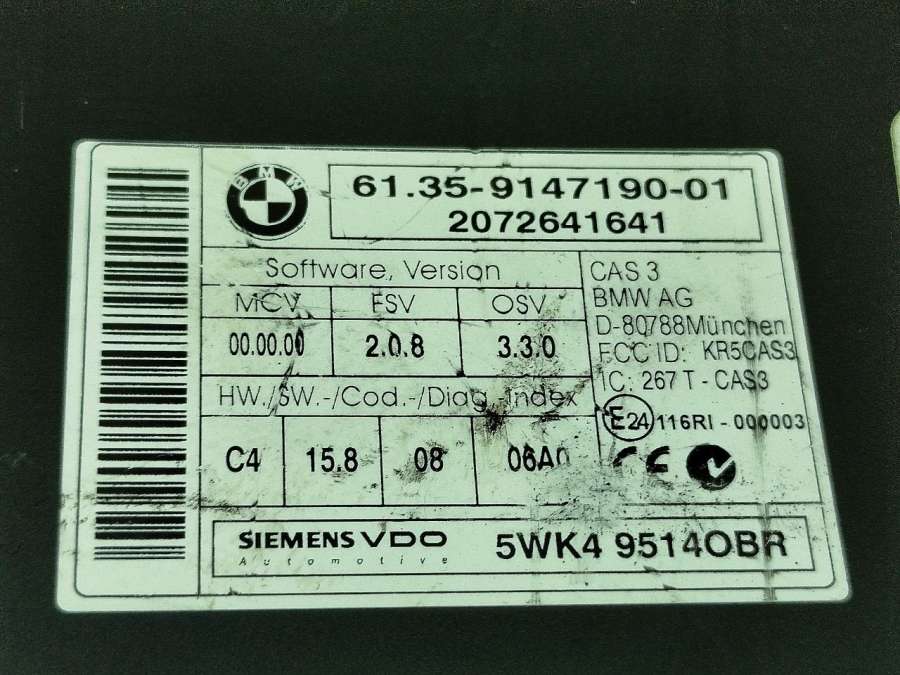 BMW
61.35-9147190-01
2072641641
Software, Version
MCV FSV OSV
00.00.00 2.0.8 3.3.0
HW./SW.-/Cod.-/Diag.-Index
C4 15.8 08 06A0
CAS 3
BMW AG
D-80788München
FCC ID: KR5CAS3
IC: 267 T - CAS3
E24 116RI - 000003
CE
SIEMENS VDO
Automotive
5WK4 9514OBR